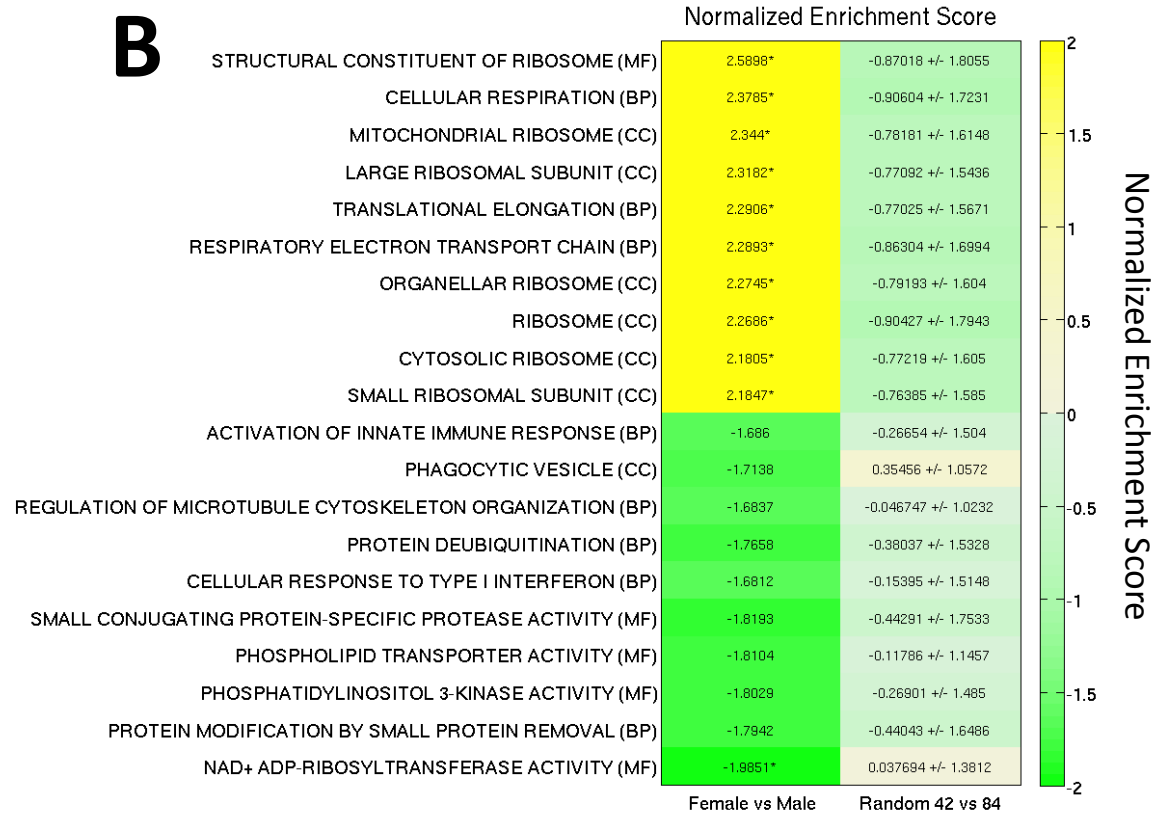 B
Normalized Enrichment Score
STRUCTURAL CONSTITUENT OF RIBOSOME (MF) 2.5898* -0.87018 +/- 1.8055
CELLULAR RESPIRATION (BP) 2.3785* -0.90604 +/- 1.7231
MITOCHONDRIAL RIBOSOME (CC) 2.344* -0.78181 +/- 1.6148
LARGE RIBOSOMAL SUBUNIT (CC) 2.3182* -0.77092 +/- 1.5436
TRANSLATIONAL ELONGATION (BP) 2.2906* -0.77025 +/- 1.5671
RESPIRATORY ELECTRON TRANSPORT CHAIN (BP) 2.2893* -0.86304 +/- 1.6994
ORGANELLAR RIBOSOME (CC) 2.2745* -0.79193 +/- 1.604
RIBOSOME (CC) 2.2686* -0.90427 +/- 1.7943
CYTOSOLIC RIBOSOME (CC) 2.1805* -0.77219 +/- 1.605
SMALL RIBOSOMAL SUBUNIT (CC) 2.1847* -0.76385 +/- 1.585
ACTIVATION OF INNATE IMMUNE RESPONSE (BP) -1.686 -0.26654 +/- 1.504
PHAGOCYTIC VESICLE (CC) -1.7138 0.35456 +/- 1.0572
REGULATION OF MICROTUBULE CYTOSKELETON ORGANIZATION (BP) -1.6837 -0.046747 +/- 1.0232
PROTEIN DEUBIQUITINATION (BP) -1.7658 -0.38037 +/- 1.5328
CELLULAR RESPONSE TO TYPE I INTERFERON (BP) -1.6812 -0.15395 +/- 1.5148
SMALL CONJUGATING PROTEIN-SPECIFIC PROTEASE ACTIVITY (MF) -1.8193 -0.44291 +/- 1.7533
PHOSPHOLIPID TRANSPORTER ACTIVITY (MF) -1.8104 -0.11786 +/- 1.1457
PHOSPHATIDYLINOSITOL 3-KINASE ACTIVITY (MF) -1.8029 -0.26901 +/- 1.485
PROTEIN MODIFICATION BY SMALL PROTEIN REMOVAL (BP) -1.7942 -0.44043 +/- 1.6486
NAD+ ADP-RIBOSYLTRANSFERASE ACTIVITY (MF) -1.9851* 0.037694 +/- 1.3812
Female vs Male Random 42 vs 84
2
1.5
1
0.5
0
-0.5
-1
-1.5
-2
Normalized Enrichment Score